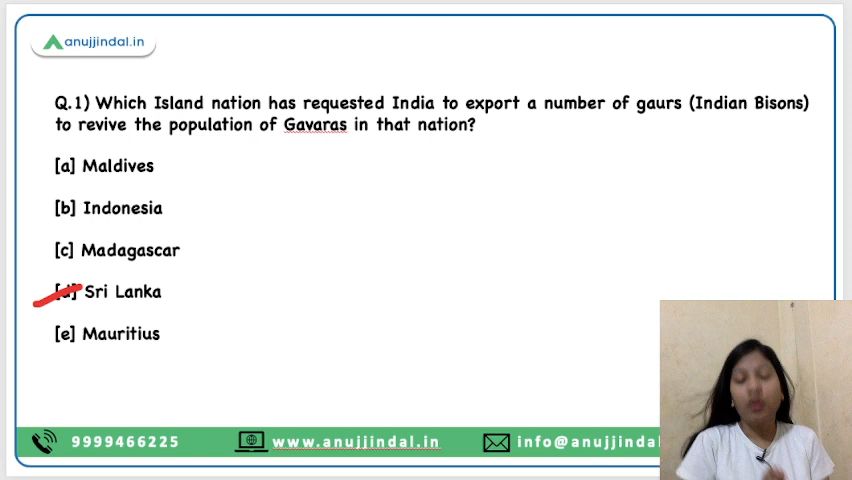 anujjindal.in
Q.1) Which Island nation has requested India to export a number of gaurs (Indian Bisons)
to revive the population of Gavaras in that nation?
[a] Maldives
[b] Indonesia
[c] Madagascar
[d] Sri Lanka
[e] Mauritius
9999466225 www.anujjindal.in info@anujjindal